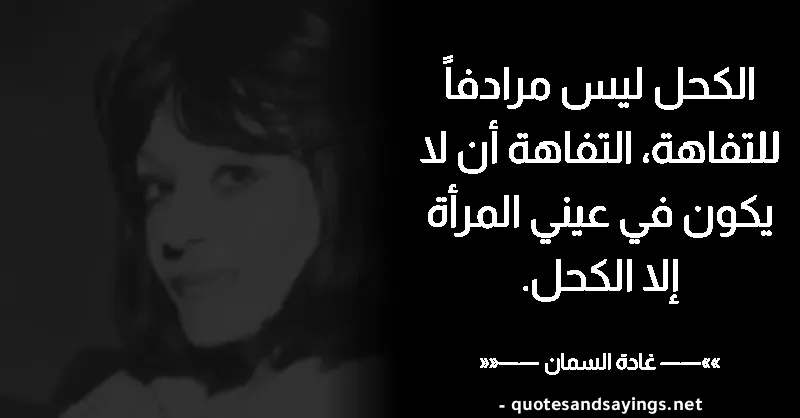 الكحل ليس مرادفاً
للتفاهة، التفاهة أن لا
يكون في عيني المرأة
إلا الكحل.
»»—— غادة السمان ——««
- quotesandsayings.net